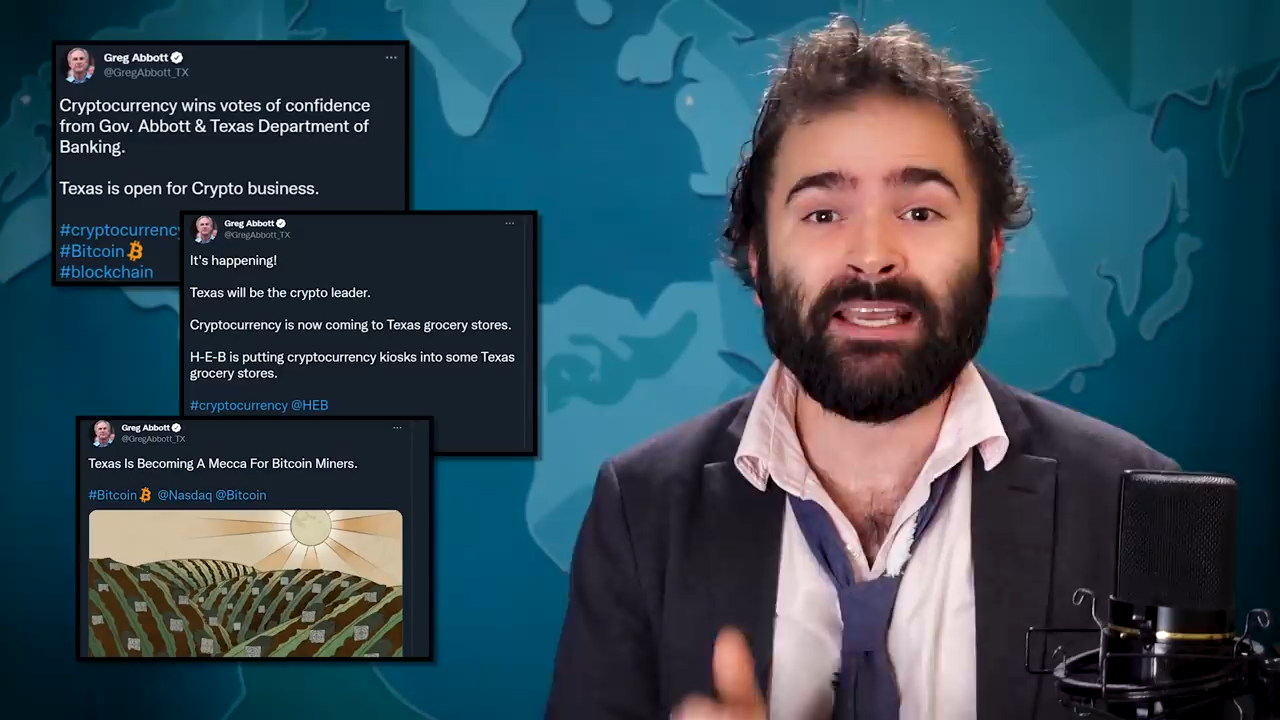 Greg Abbott
@GregAbbott_TX
Cryptocurrency wins votes of confidence
from Gov. Abbott & Texas Department of
Banking.
Texas is open for Crypto business.
#cryptocurrency
#Bitcoin
#blockchain
Greg Abbott
@GregAbbott_TX
It's happening!
Texas will be the crypto leader.
Cryptocurrency is now coming to Texas grocery stores.
H-E-B is putting cryptocurrency kiosks into some Texas
grocery stores.
#cryptocurrency @HEB
Greg Abbott
@GregAbbott_TX
Texas Is Becoming A Mecca For Bitcoin Miners.
#Bitcoin @Nasdaq @Bitcoin